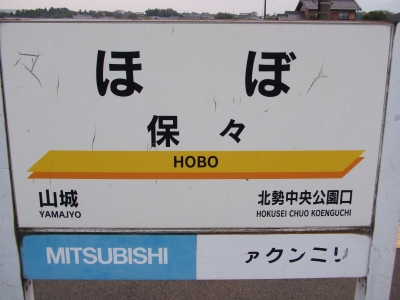 ほぼ
保々
HOBO
山城 北勢中央公園口
YAMAJYO HOKUSEI CHUO KOENGUCHI
MITSUBISHI ァクンニリ